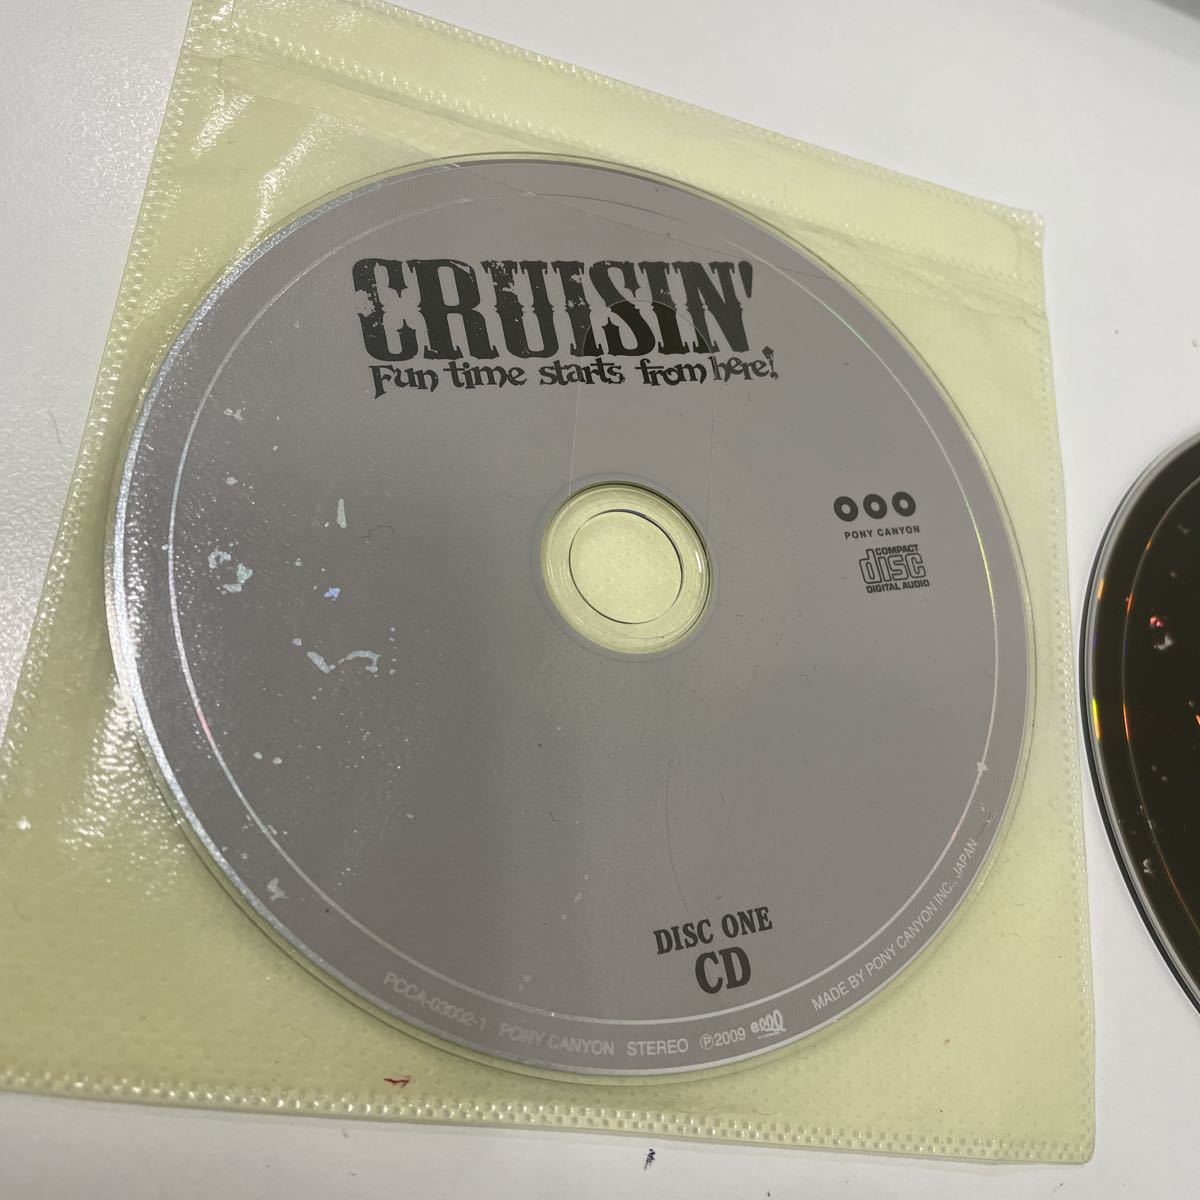 CRUISIN'
Fun time starts from here!
PONY CANYON
COMPACT
disc
DIGITAL AUDIO
DISC ONE
CD
PCCA-03002-1 PONY CANYON STEREO ℗2009
MADE BY PONY CANYON INC., JAPAN